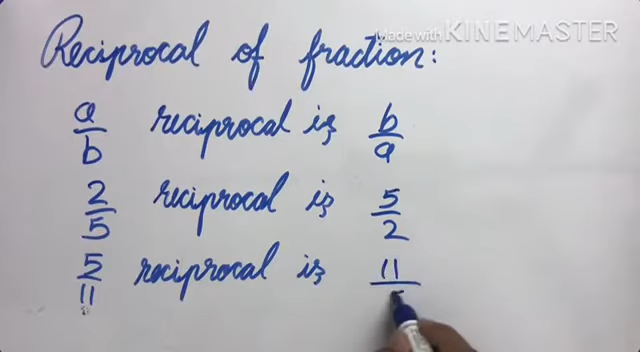 Made with KINEMASTER
Reciprocal of fraction:
a/b reciprocal is b/a
2/5 reciprocal is 5/2
5/11 reciprocal is 11/